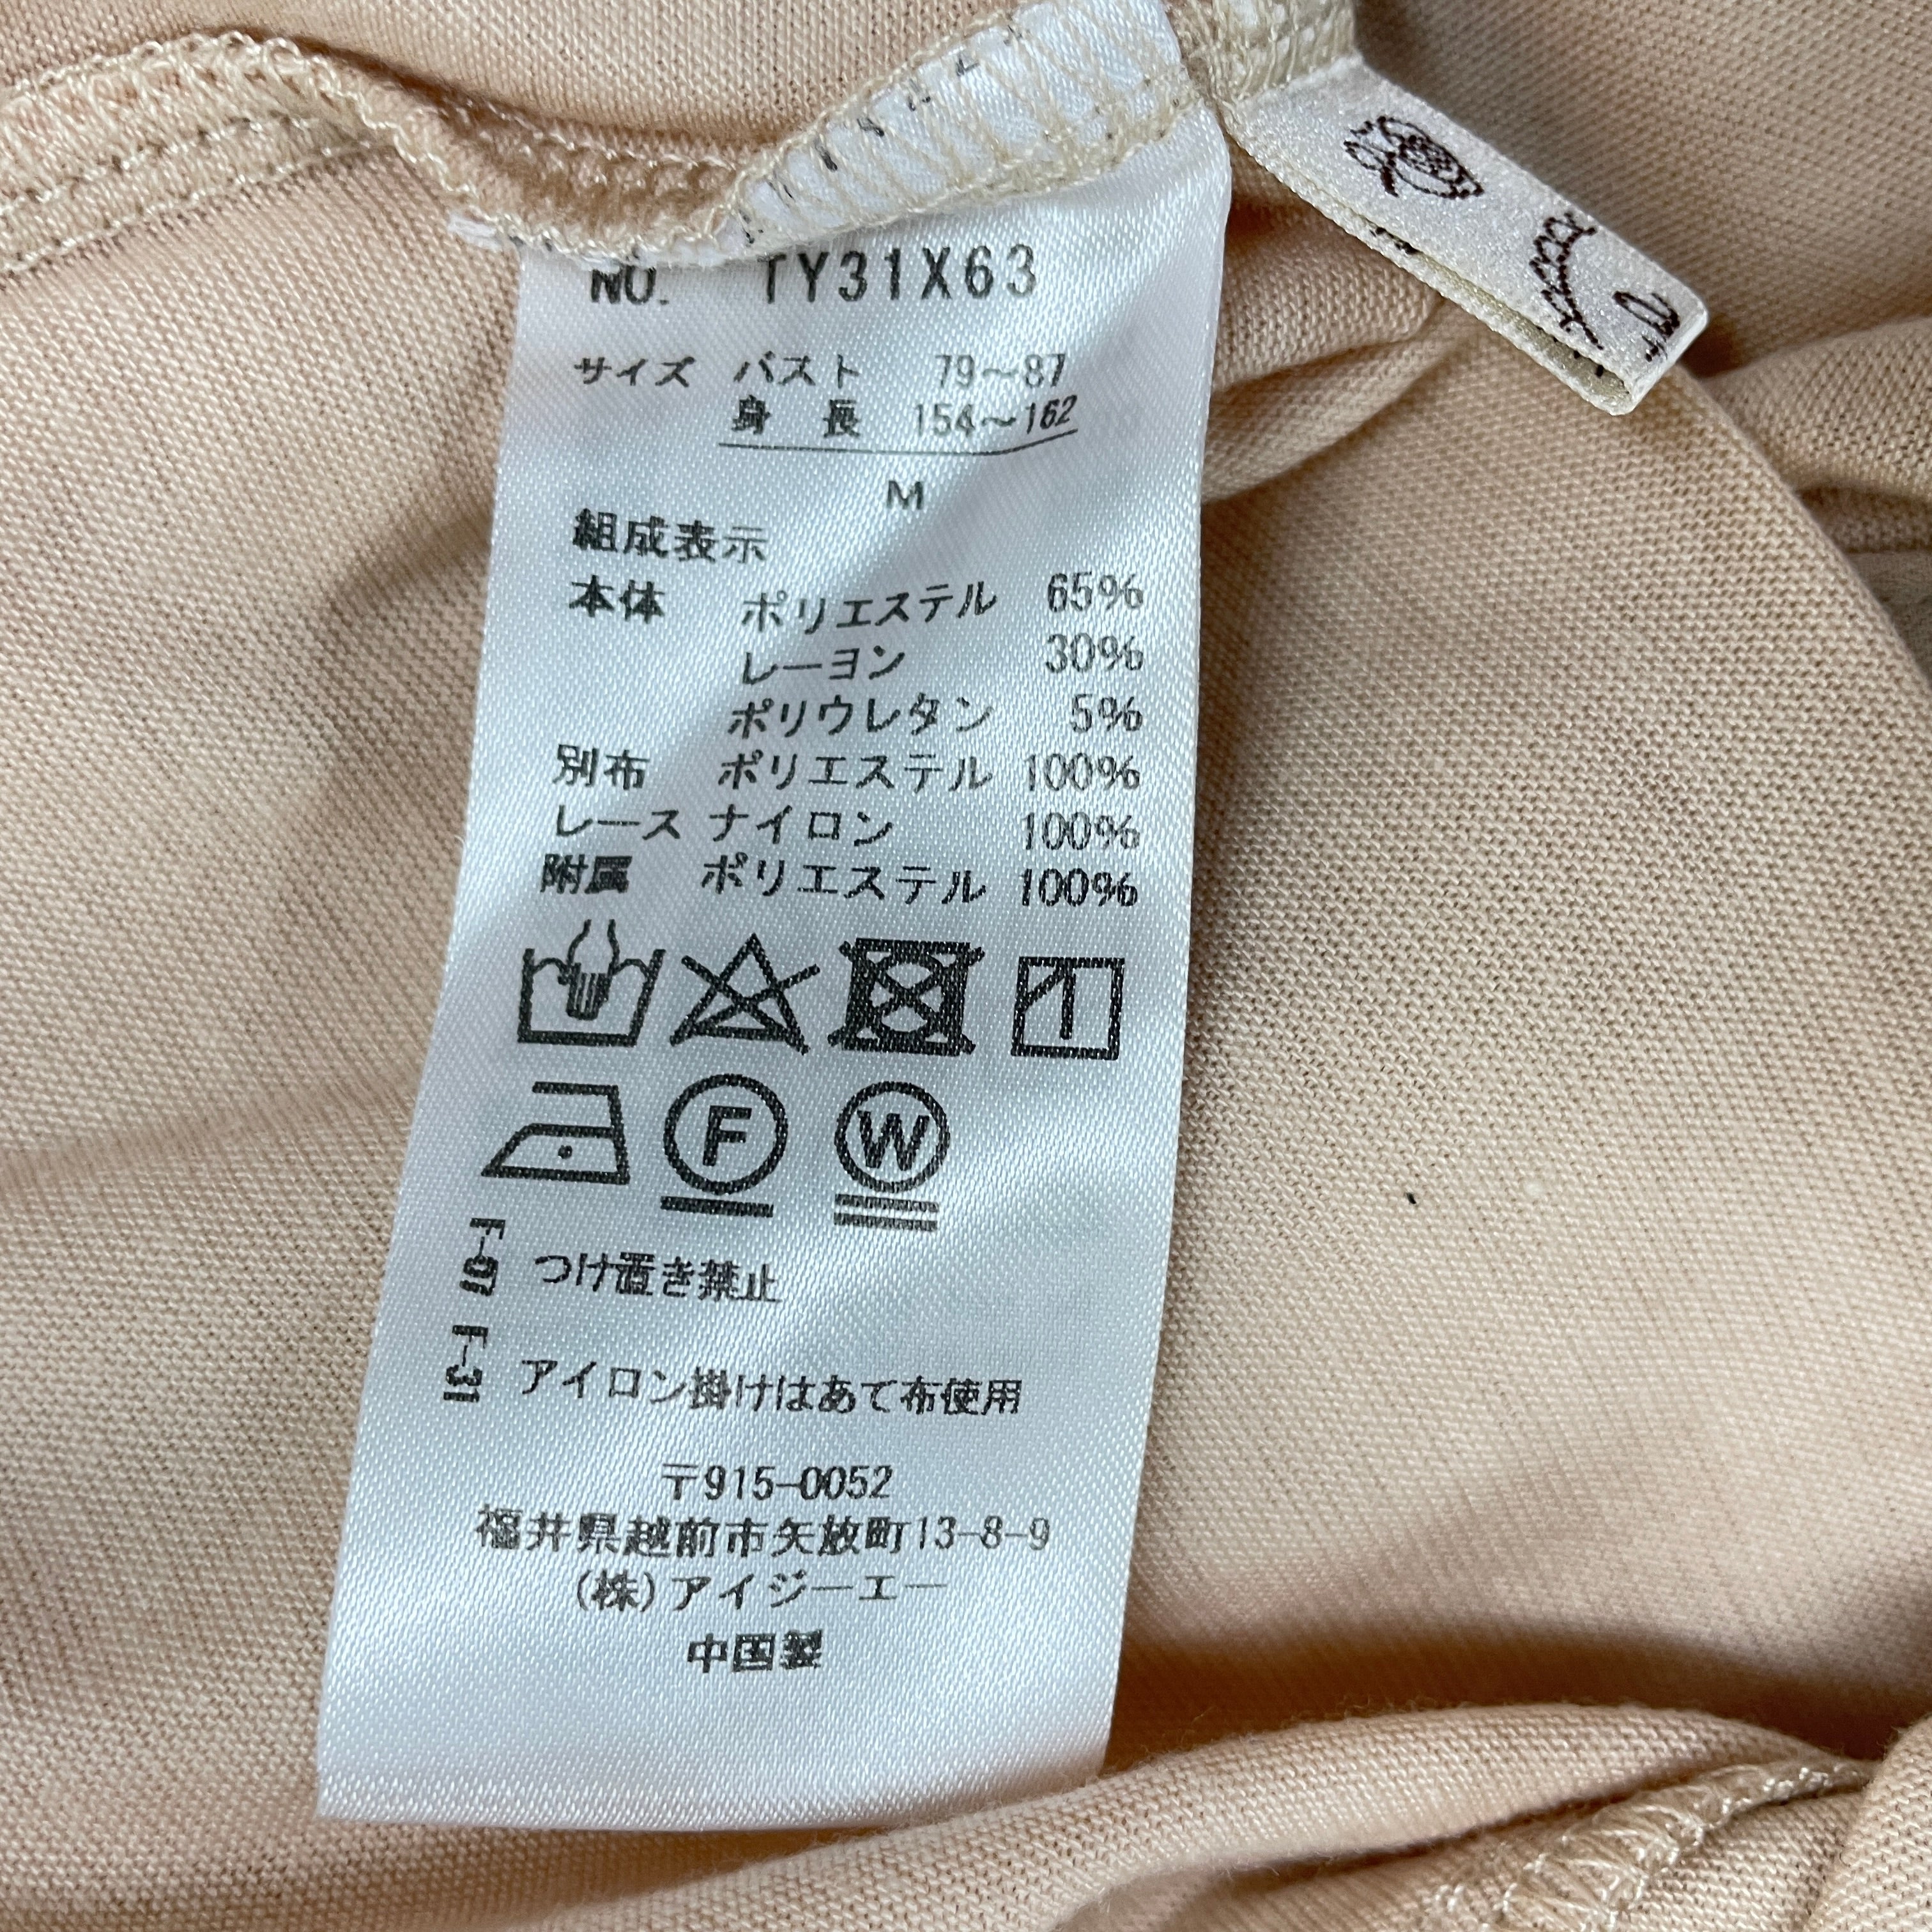 NO. TY31X63
サイズ バスト 79〜87
身長 154〜162
M
組成表示
本体 ポリエステル 65%
レーヨン 30%
ポリウレタン 5%
別布 ポリエステル 100%
レース ナイロン 100%
附属 ポリエステル 100%
F W
F-19 つけ置き禁止
F-31 アイロン掛けはあて布使用
〒915-0052
福井県越前市矢放町13-8-9
(株)アイジーエー
中国製